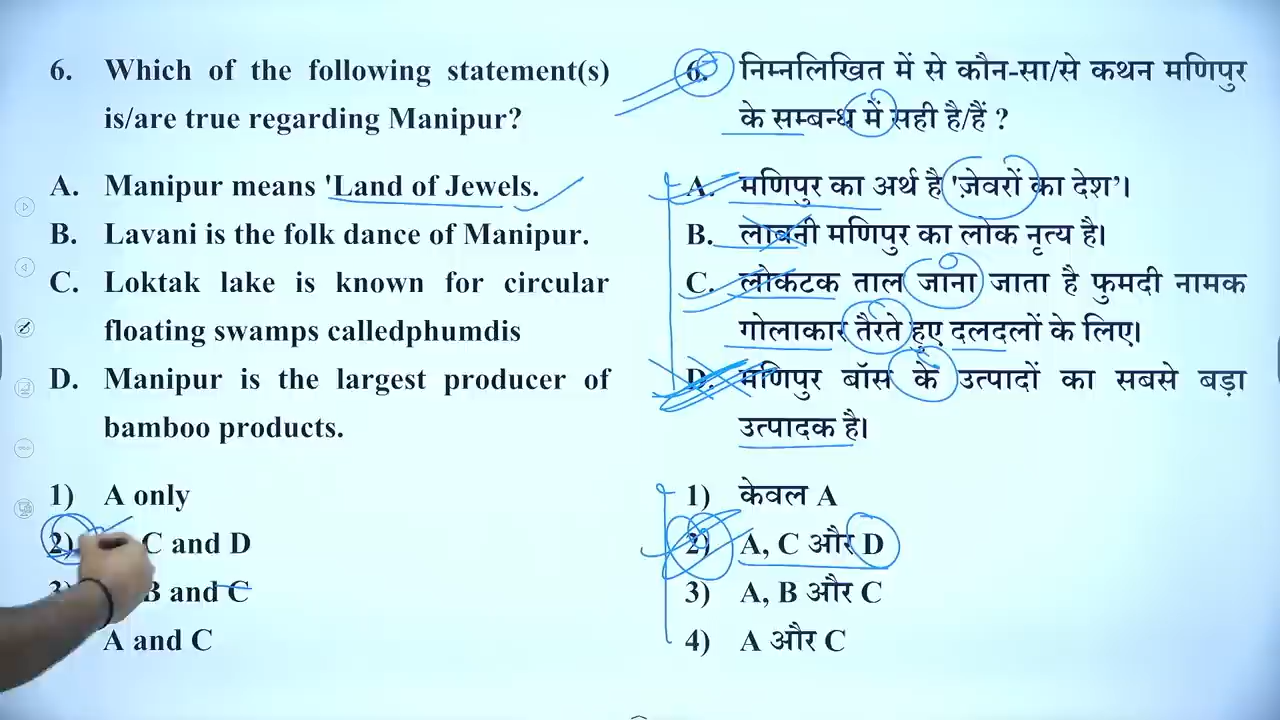 6. Which of the following statement(s)
is/are true regarding Manipur?
A. Manipur means 'Land of Jewels.
B. Lavani is the folk dance of Manipur.
C. Loktak lake is known for circular
floating swamps calledphumdis
D. Manipur is the largest producer of
bamboo products.
1) A only
2) C and D
3) B and C
A and C
6. निम्नलिखित में से कौन-सा/से कथन मणिपुर
के सम्बन्ध में सही है/हैं ?
A. मणिपुर का अर्थ है 'ज़ेवरों का देश’।
B. लावनी मणिपुर का लोक नृत्य है।
C. लोकटक ताल जाना जाता है फुमदी नामक
गोलाकार तैरते हुए दलदलों के लिए।
D. मणिपुर बॉस के उत्पादों का सबसे बड़ा
उत्पादक है।
1) केवल A
2) A, C और D
3) A, B और C
4) A और C